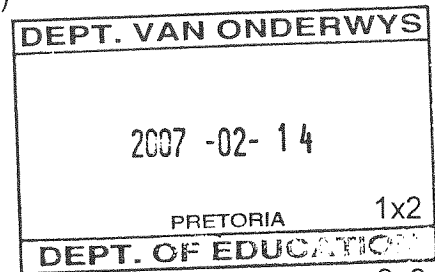 )
DEPT. VAN ONDERWYS
2007 -02- 14
PRETORIA 1x2
DEPT. OF EDUCATION